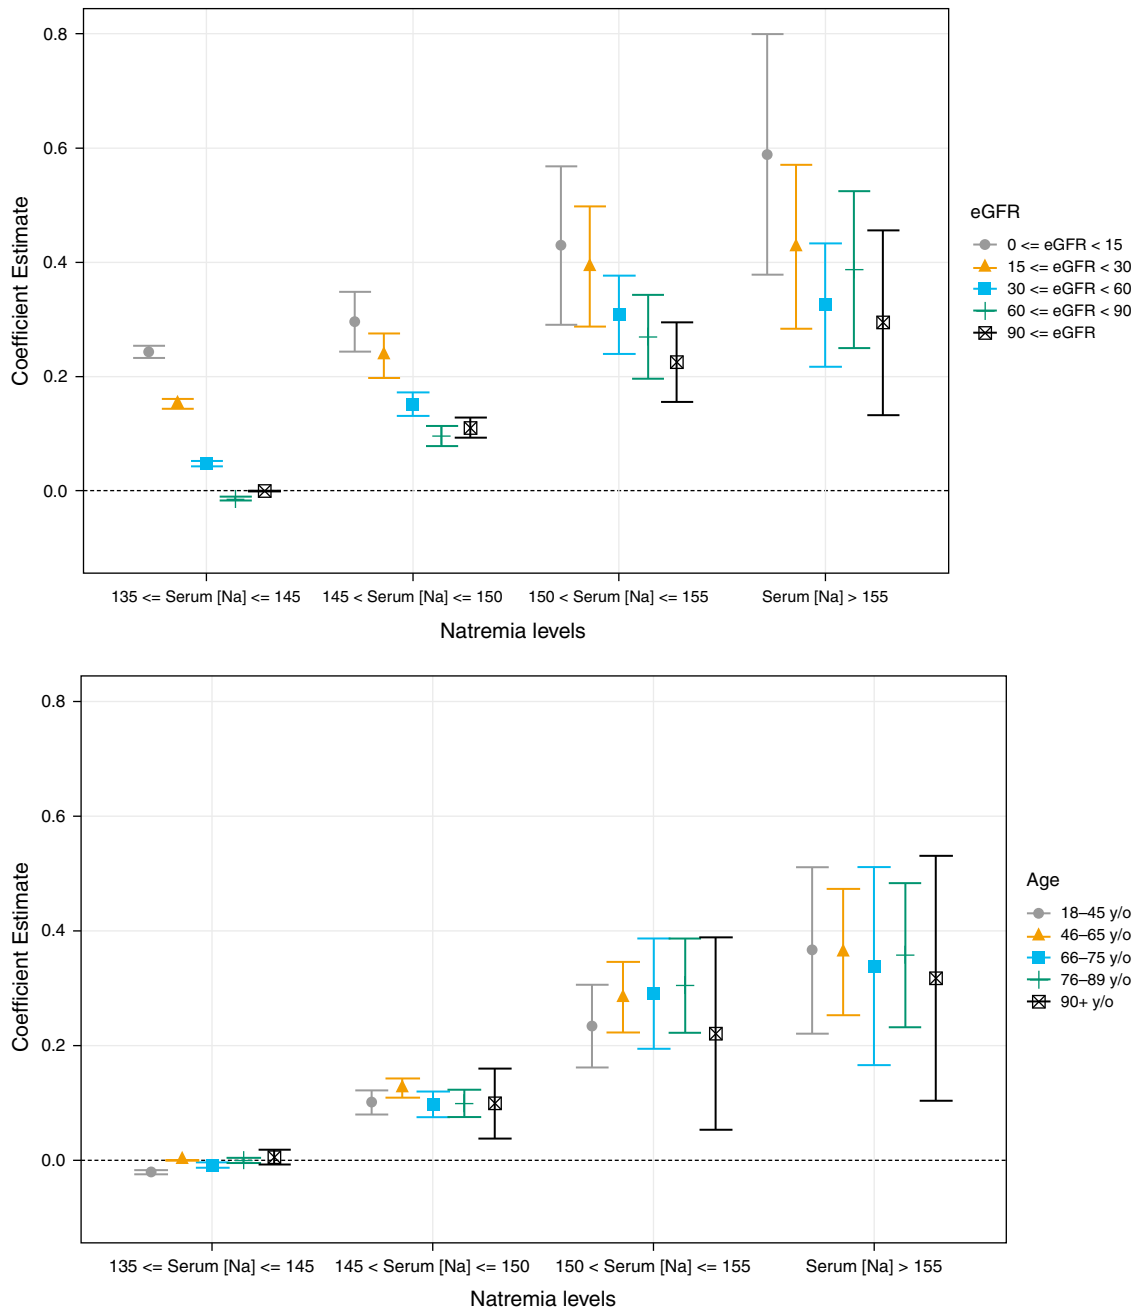 0.8
0.6
0.4
0.2
0.0
Coefficient Estimate
135 <= Serum [Na] <= 145
145 < Serum [Na] <= 150
150 < Serum [Na] <= 155
Serum [Na] > 155
Natremia levels
eGFR
0 <= eGFR < 15
15 <= eGFR < 30
30 <= eGFR < 60
60 <= eGFR < 90
90 <= eGFR
0.8
0.6
0.4
0.2
0.0
Coefficient Estimate
135 <= Serum [Na] <= 145
145 < Serum [Na] <= 150
150 < Serum [Na] <= 155
Serum [Na] > 155
Natremia levels
Age
18–45 y/o
46–65 y/o
66–75 y/o
76–89 y/o
90+ y/o